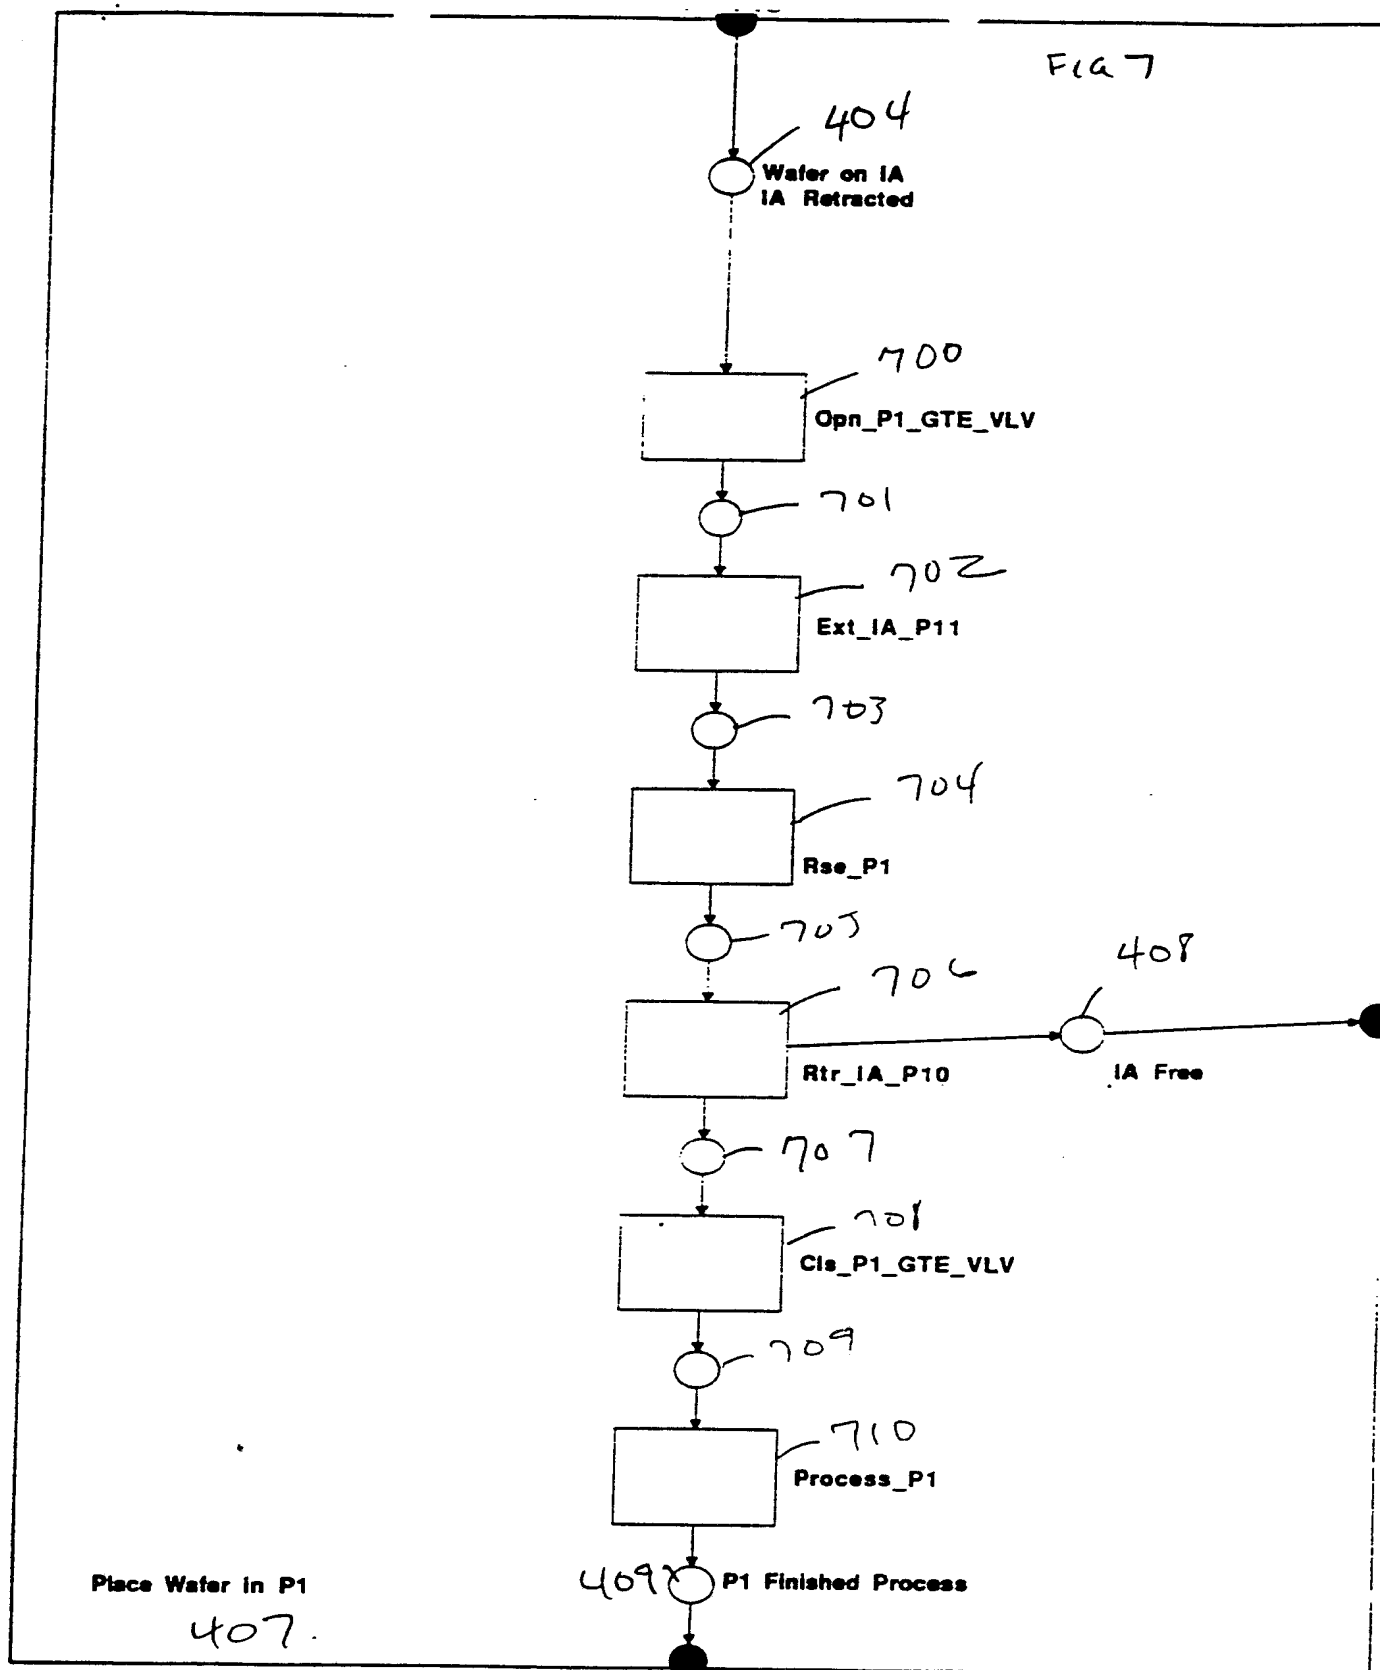 FIG 7
404
Wafer on IA
IA Retracted
700
Opn_P1_GTE_VLV
701
702
Ext_IA_P11
703
704
Rse_P1
705
706
408
Rtr_IA_P10
IA Free
707
708
Cls_P1_GTE_VLV
709
710
Process_P1
409
P1 Finished Process
Place Wafer in P1
407.